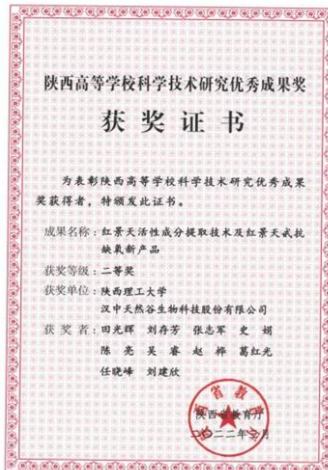 陕西高等学校科学技术研究优秀成果奖
获奖证书
为表彰陕西高等学校科学技术研究优秀成果
奖获得者,特颁发此证书。
成果名称:红景天活性成分提取技术及红景天
缺氧新产品
获奖等级:二等奖
获奖单位:陕西理工大学
汉中天然谷生物科技股份有限公司
获奖者:田光辉 刘存芳 张志军 史娟
陈亮 吴睿 赵桦 葛红光
任晓峰 刘建欣
陕西省教育厅
二〇二二年 月